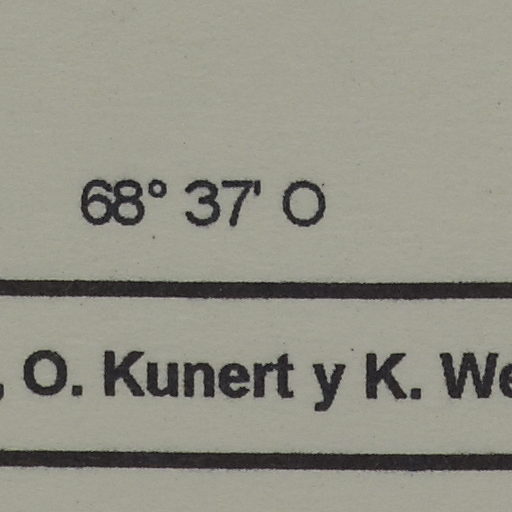 68° 37' O
, O. Kunert y K. We